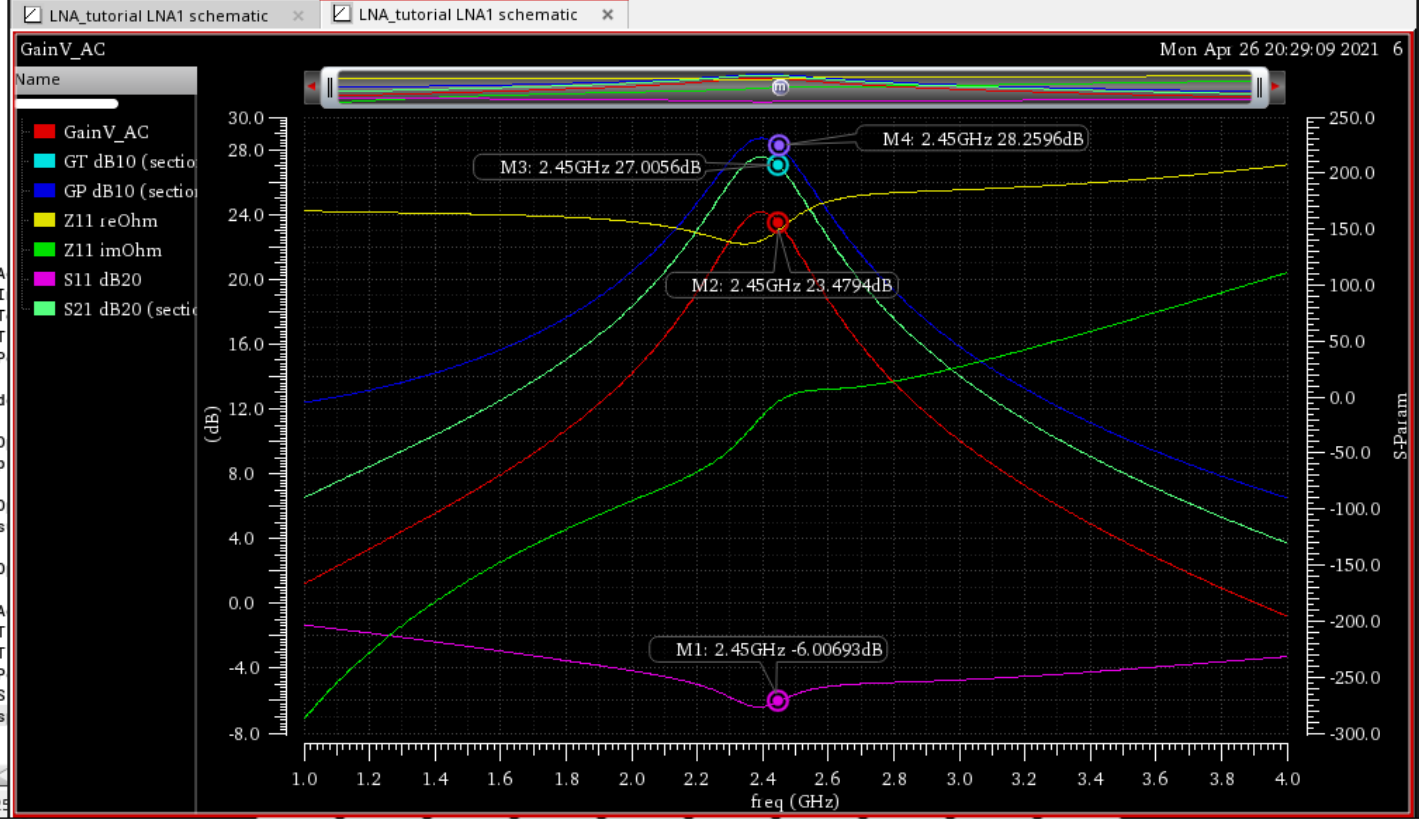 LNA_tutorial LNA1 schematic
LNA_tutorial LNA1 schematic
GainV_AC
Mon Apr 26 20:29:09 2021 6
Name
GainV_AC
GT dB10 (sectio
GP dB10 (section
Z11 reOhm
Z11 imOhm
S11 dB20
S21 dB20 (sectio
30.0
28.0
24.0
20.0
16.0
12.0
8.0
4.0
0.0
-4.0
-8.0
(dB)
M4: 2.45GHz 28.2596dB
M3: 2.45GHz 27.0056dB
M2: 2.45GHz 23.4794dB
M1: 2.45GHz -6.00693dB
250.0
200.0
150.0
100.0
50.0
0.0
-50.0
-100.0
-150.0
-200.0
-250.0
-300.0
S-Param
1.0 1.2 1.4 1.6 1.8 2.0 2.2 2.4 2.6 2.8 3.0 3.2 3.4 3.6 3.8 4.0
freq (GHz)